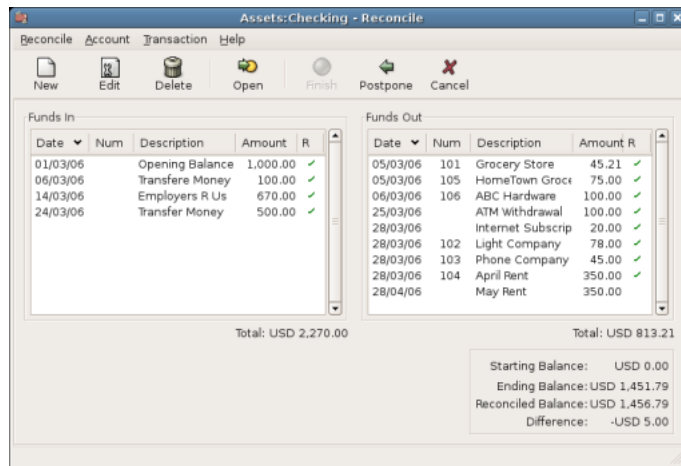 Assets:Checking - Reconcile
Reconcile Account Transaction Help
New Edit Delete Open Finish Postpone Cancel
Funds In
Date Num Description Amount R
01/03/06 Opening Balance 1,000.00 ✓
06/03/06 Transfere Money 100.00 ✓
14/03/06 Employers R Us 670.00 ✓
24/03/06 Transfer Money 500.00 ✓
Total: USD 2,270.00
Funds Out
Date Num Description Amount R
05/03/06 101 Grocery Store 45.21 ✓
05/03/06 105 HomeTown Groce 75.00 ✓
06/03/06 106 ABC Hardware 100.00 ✓
25/03/06 ATM Withdrawal 100.00 ✓
28/03/06 Internet Subscrip 20.00 ✓
28/03/06 102 Light Company 78.00 ✓
28/03/06 103 Phone Company 45.00 ✓
28/03/06 104 April Rent 350.00 ✓
28/04/06 May Rent 350.00
Total: USD 813.21
Starting Balance: USD 0.00
Ending Balance: USD 1,451.79
Reconciled Balance: USD 1,456.79
Difference: -USD 5.00